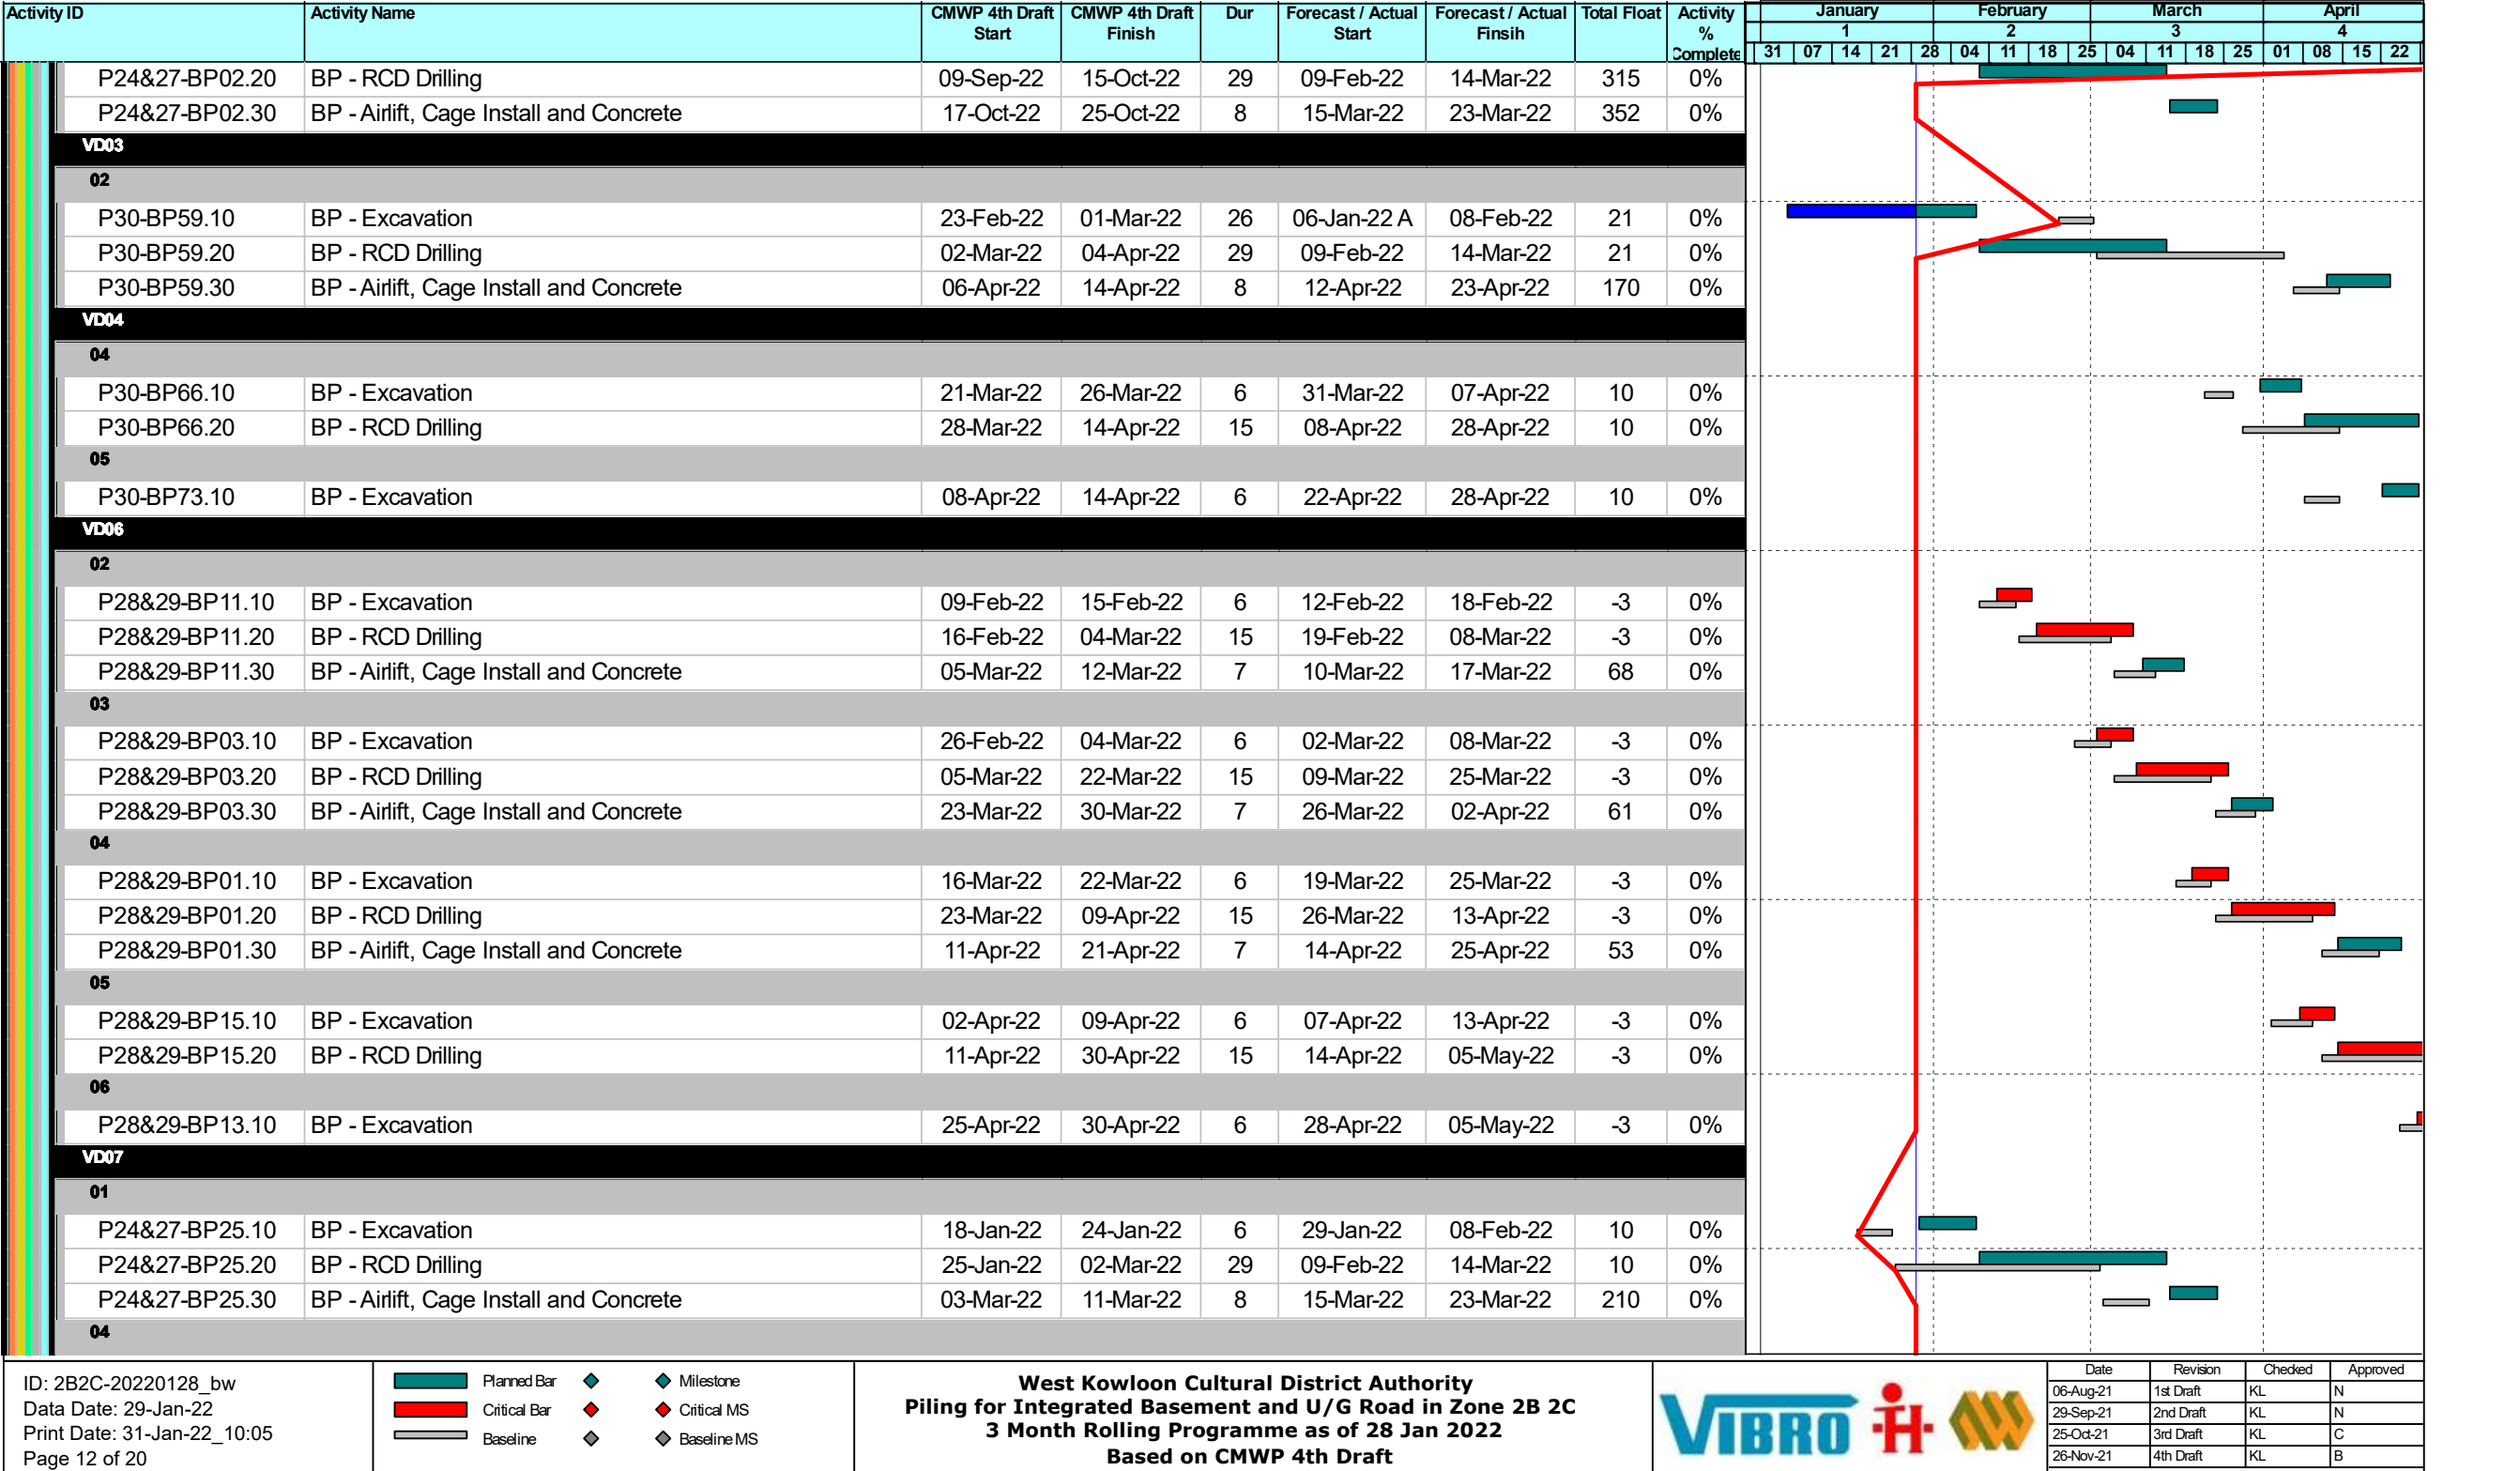 Activity ID Activity Name CMWP 4th Draft Start CMWP 4th Draft Finish Dur Forecast / Actual Start Forecast / Actual Finsih Total Float Activity % Complete January February March April
1 2 3 4
31 07 14 21 28 04 11 18 25 04 11 18 25 01 08 15 22
P24&27-BP02.20 BP - RCD Drilling 09-Sep-22 15-Oct-22 29 09-Feb-22 14-Mar-22 315 0%
P24&27-BP02.30 BP - Airlift, Cage Install and Concrete 17-Oct-22 25-Oct-22 8 15-Mar-22 23-Mar-22 352 0%
VD03
02
P30-BP59.10 BP - Excavation 23-Feb-22 01-Mar-22 26 06-Jan-22 A 08-Feb-22 21 0%
P30-BP59.20 BP - RCD Drilling 02-Mar-22 04-Apr-22 29 09-Feb-22 14-Mar-22 21 0%
P30-BP59.30 BP - Airlift, Cage Install and Concrete 06-Apr-22 14-Apr-22 8 12-Apr-22 23-Apr-22 170 0%
VD04
04
P30-BP66.10 BP - Excavation 21-Mar-22 26-Mar-22 6 31-Mar-22 07-Apr-22 10 0%
P30-BP66.20 BP - RCD Drilling 28-Mar-22 14-Apr-22 15 08-Apr-22 28-Apr-22 10 0%
05
P30-BP73.10 BP - Excavation 08-Apr-22 14-Apr-22 6 22-Apr-22 28-Apr-22 10 0%
VD06
02
P28&29-BP11.10 BP - Excavation 09-Feb-22 15-Feb-22 6 12-Feb-22 18-Feb-22 -3 0%
P28&29-BP11.20 BP - RCD Drilling 16-Feb-22 04-Mar-22 15 19-Feb-22 08-Mar-22 -3 0%
P28&29-BP11.30 BP - Airlift, Cage Install and Concrete 05-Mar-22 12-Mar-22 7 10-Mar-22 17-Mar-22 68 0%
03
P28&29-BP03.10 BP - Excavation 26-Feb-22 04-Mar-22 6 02-Mar-22 08-Mar-22 -3 0%
P28&29-BP03.20 BP - RCD Drilling 05-Mar-22 22-Mar-22 15 09-Mar-22 25-Mar-22 -3 0%
P28&29-BP03.30 BP - Airlift, Cage Install and Concrete 23-Mar-22 30-Mar-22 7 26-Mar-22 02-Apr-22 61 0%
04
P28&29-BP01.10 BP - Excavation 16-Mar-22 22-Mar-22 6 19-Mar-22 25-Mar-22 -3 0%
P28&29-BP01.20 BP - RCD Drilling 23-Mar-22 09-Apr-22 15 26-Mar-22 13-Apr-22 -3 0%
P28&29-BP01.30 BP - Airlift, Cage Install and Concrete 11-Apr-22 21-Apr-22 7 14-Apr-22 25-Apr-22 53 0%
05
P28&29-BP15.10 BP - Excavation 02-Apr-22 09-Apr-22 6 07-Apr-22 13-Apr-22 -3 0%
P28&29-BP15.20 BP - RCD Drilling 11-Apr-22 30-Apr-22 15 14-Apr-22 05-May-22 -3 0%
06
P28&29-BP13.10 BP - Excavation 25-Apr-22 30-Apr-22 6 28-Apr-22 05-May-22 -3 0%
VD07
01
P24&27-BP25.10 BP - Excavation 18-Jan-22 24-Jan-22 6 29-Jan-22 08-Feb-22 10 0%
P24&27-BP25.20 BP - RCD Drilling 25-Jan-22 02-Mar-22 29 09-Feb-22 14-Mar-22 10 0%
P24&27-BP25.30 BP - Airlift, Cage Install and Concrete 03-Mar-22 11-Mar-22 8 15-Mar-22 23-Mar-22 210 0%
04
ID: 2B2C-20220128_bw
Data Date: 29-Jan-22
Print Date: 31-Jan-22_10:05
Page 12 of 20
Planned Bar Milestone
Critical Bar Critical MS
Baseline Baseline MS
West Kowloon Cultural District Authority
Piling for Integrated Basement and U/G Road in Zone 2B 2C
3 Month Rolling Programme as of 28 Jan 2022
Based on CMWP 4th Draft
VIBRO
Date Revision Checked Approved
06-Aug-21 1st Draft KL N
29-Sep-21 2nd Draft KL N
25-Oct-21 3rd Draft KL C
26-Nov-21 4th Draft KL B